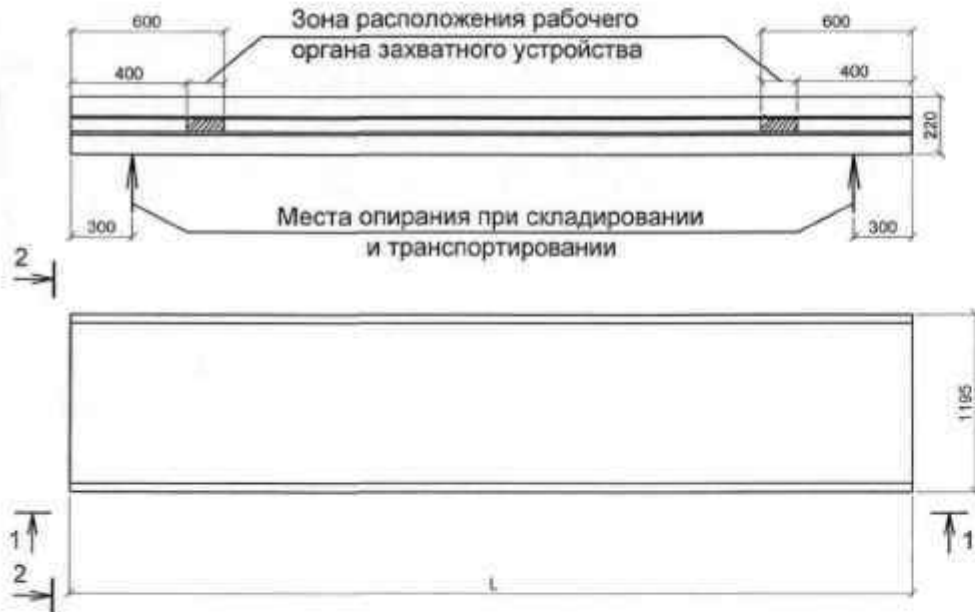 600
Зона расположения рабочего
органа захватного устройства
600
400
400
220
300
Места опирания при складировании
и транспортировании
300
2
1195
1
1
2
L